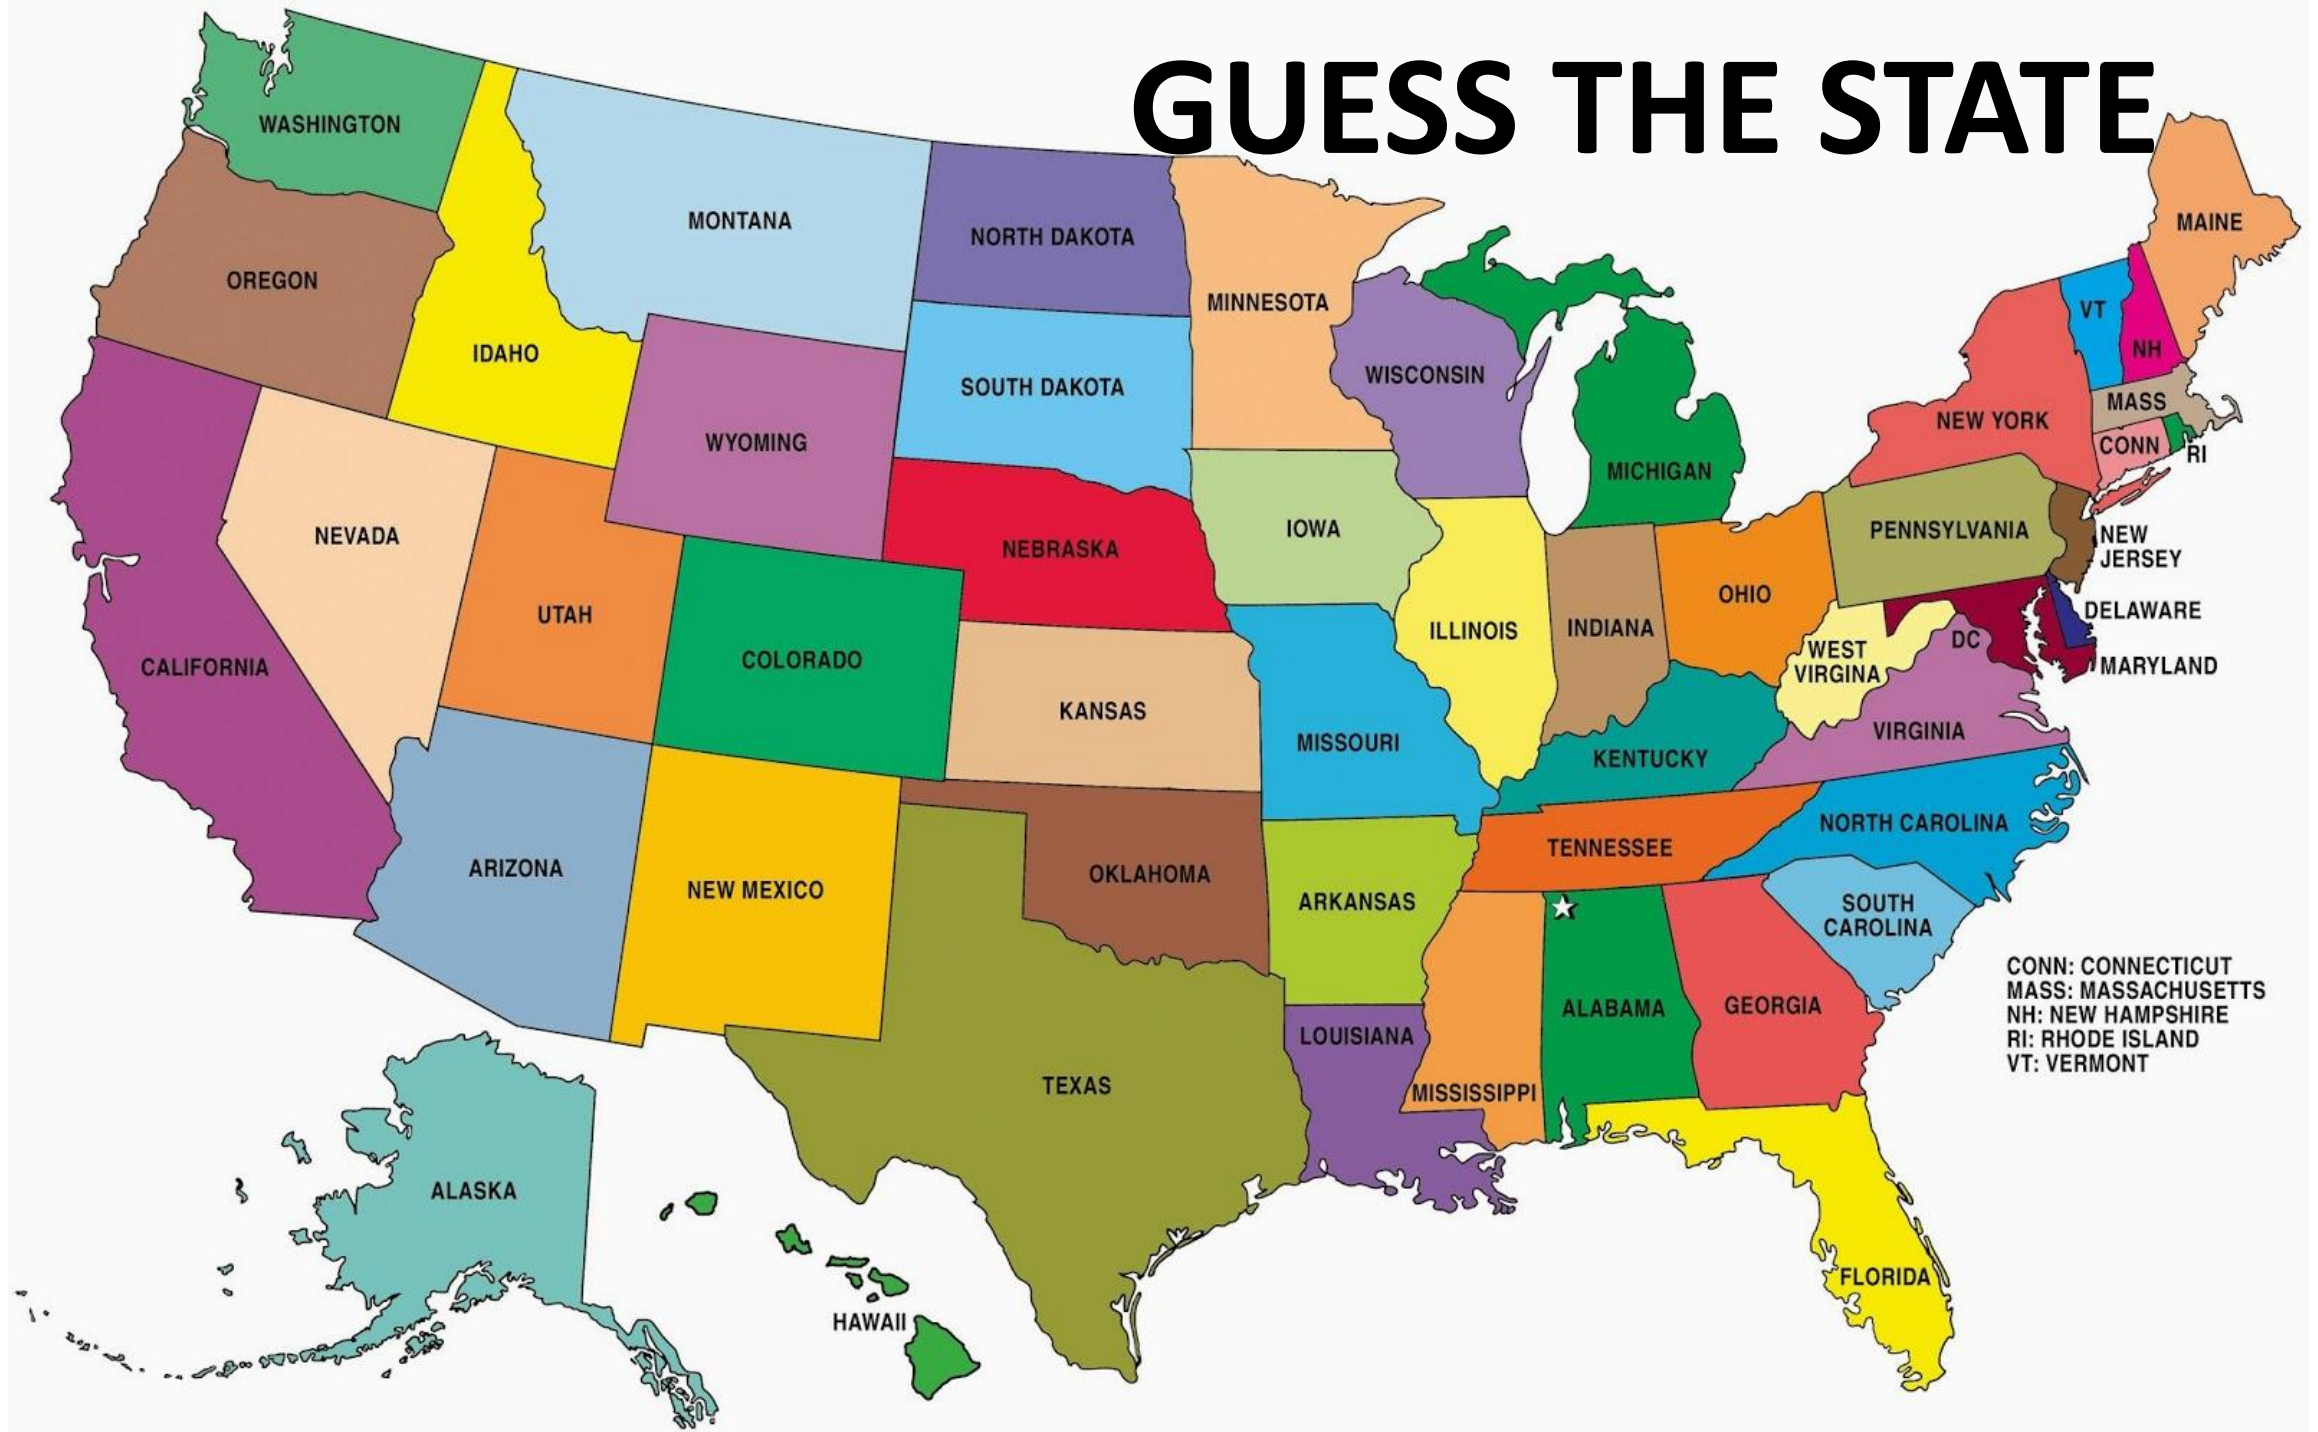 GUESS THE STATE
WASHINGTON
MAINE
MONTANA
NORTH DAKOTA
OREGON
MINNESOTA
VT
NH
IDAHO
WISCONSIN
SOUTH DAKOTA
MASS
NEW YORK
WYOMING
CONN
RI
MICHIGAN
NEVADA
IOWA
PENNSYLVANIA
NEW
JERSEY
NEBRASKA
OHIO
DELAWARE
UTAH
ILLINOIS
INDIANA
DC
WEST
VIRGINA
MARYLAND
CALIFORNIA
COLORADO
KANSAS
VIRGINIA
MISSOURI
KENTUCKY
NORTH CAROLINA
TENNESSEE
ARIZONA
NEW MEXICO
OKLAHOMA
ARKANSAS
SOUTH
CAROLINA
CONN: CONNECTICUT
MASS: MASSACHUSETTS
NH: NEW HAMPSHIRE
RI: RHODE ISLAND
VT: VERMONT
ALABAMA
GEORGIA
LOUISIANA
TEXAS
MISSISSIPPI
ALASKA
FLORIDA
HAWAII